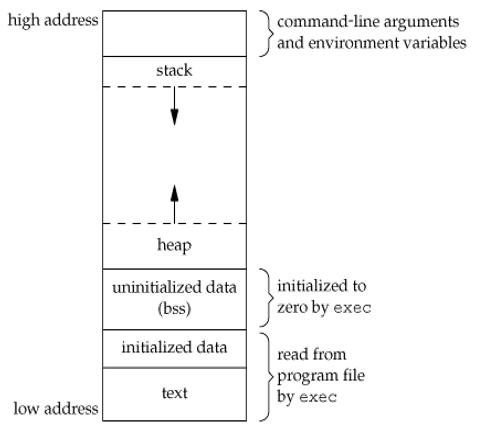 high address
command-line arguments
and environment variables
stack
heap
uninitialized data
(bss)
initialized to
zero by exec
initialized data
read from
program file
by exec
text
low address